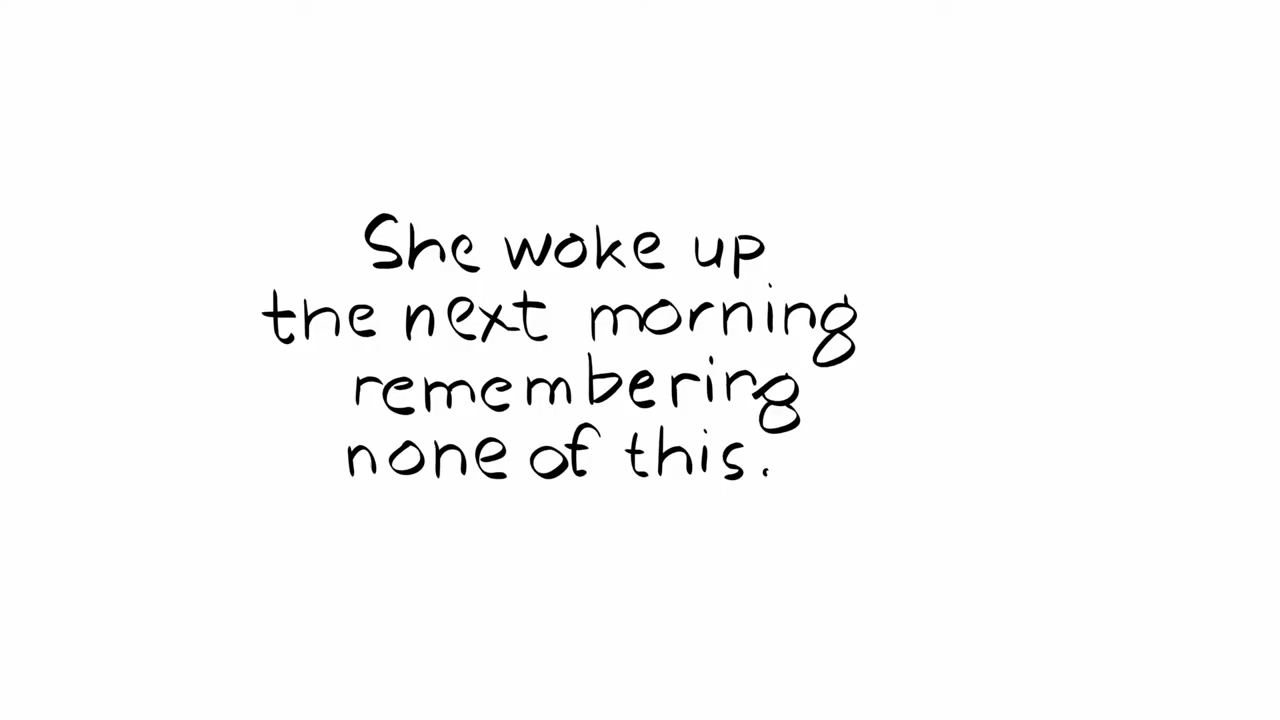 She woke up
the next morning
remembering
none of this.